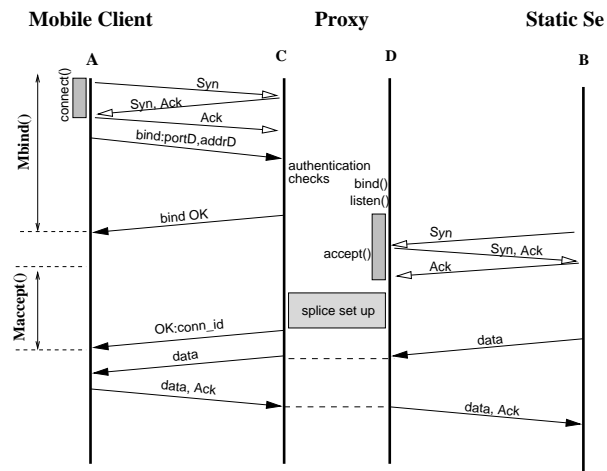 Mobile Client
Proxy
Static Se
A
C
D
B
connect()
Mbind()
Syn
Syn, Ack
Ack
bind:portD,addrD
authentication
checks
bind()
listen()
bind OK
Syn
Syn, Ack
accept()
Ack
Maccept()
splice set up
OK:conn_id
data
data
data, Ack
data, Ack